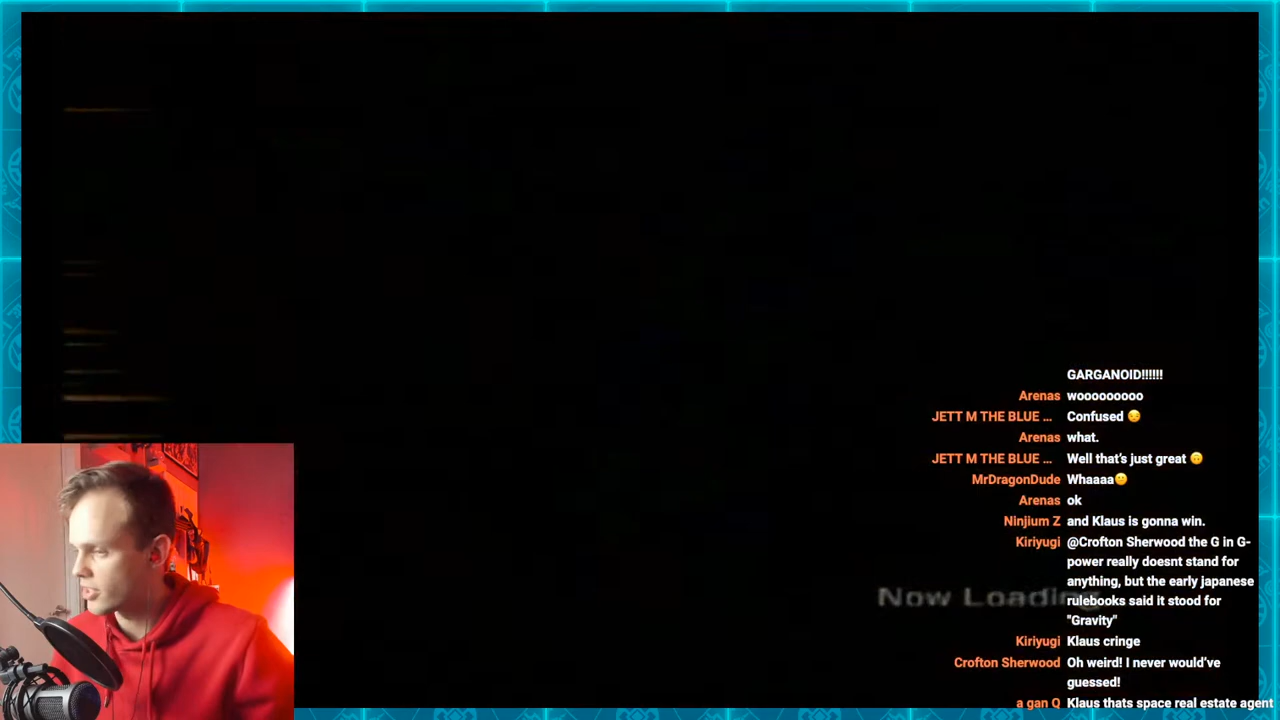 GARGANOID!!!!!!
Arenas wooooooooo
JETT M THE BLUE ... Confused 😔
Arenas what.
JETT M THE BLUE ... Well that's just great 🙃
MrDragonDude Whaaaa😕
Arenas ok
Ninjium Z and Klaus is gonna win.
Kiriyugi @Crofton Sherwood the G in G-
power really doesnt stand for
anything, but the early japanese
rulebooks said it stood for
"Gravity"
Now Loading
Kiriyugi Klaus cringe
Crofton Sherwood Oh weird! I never would've
guessed!
a gan Q Klaus thats space real estate agent